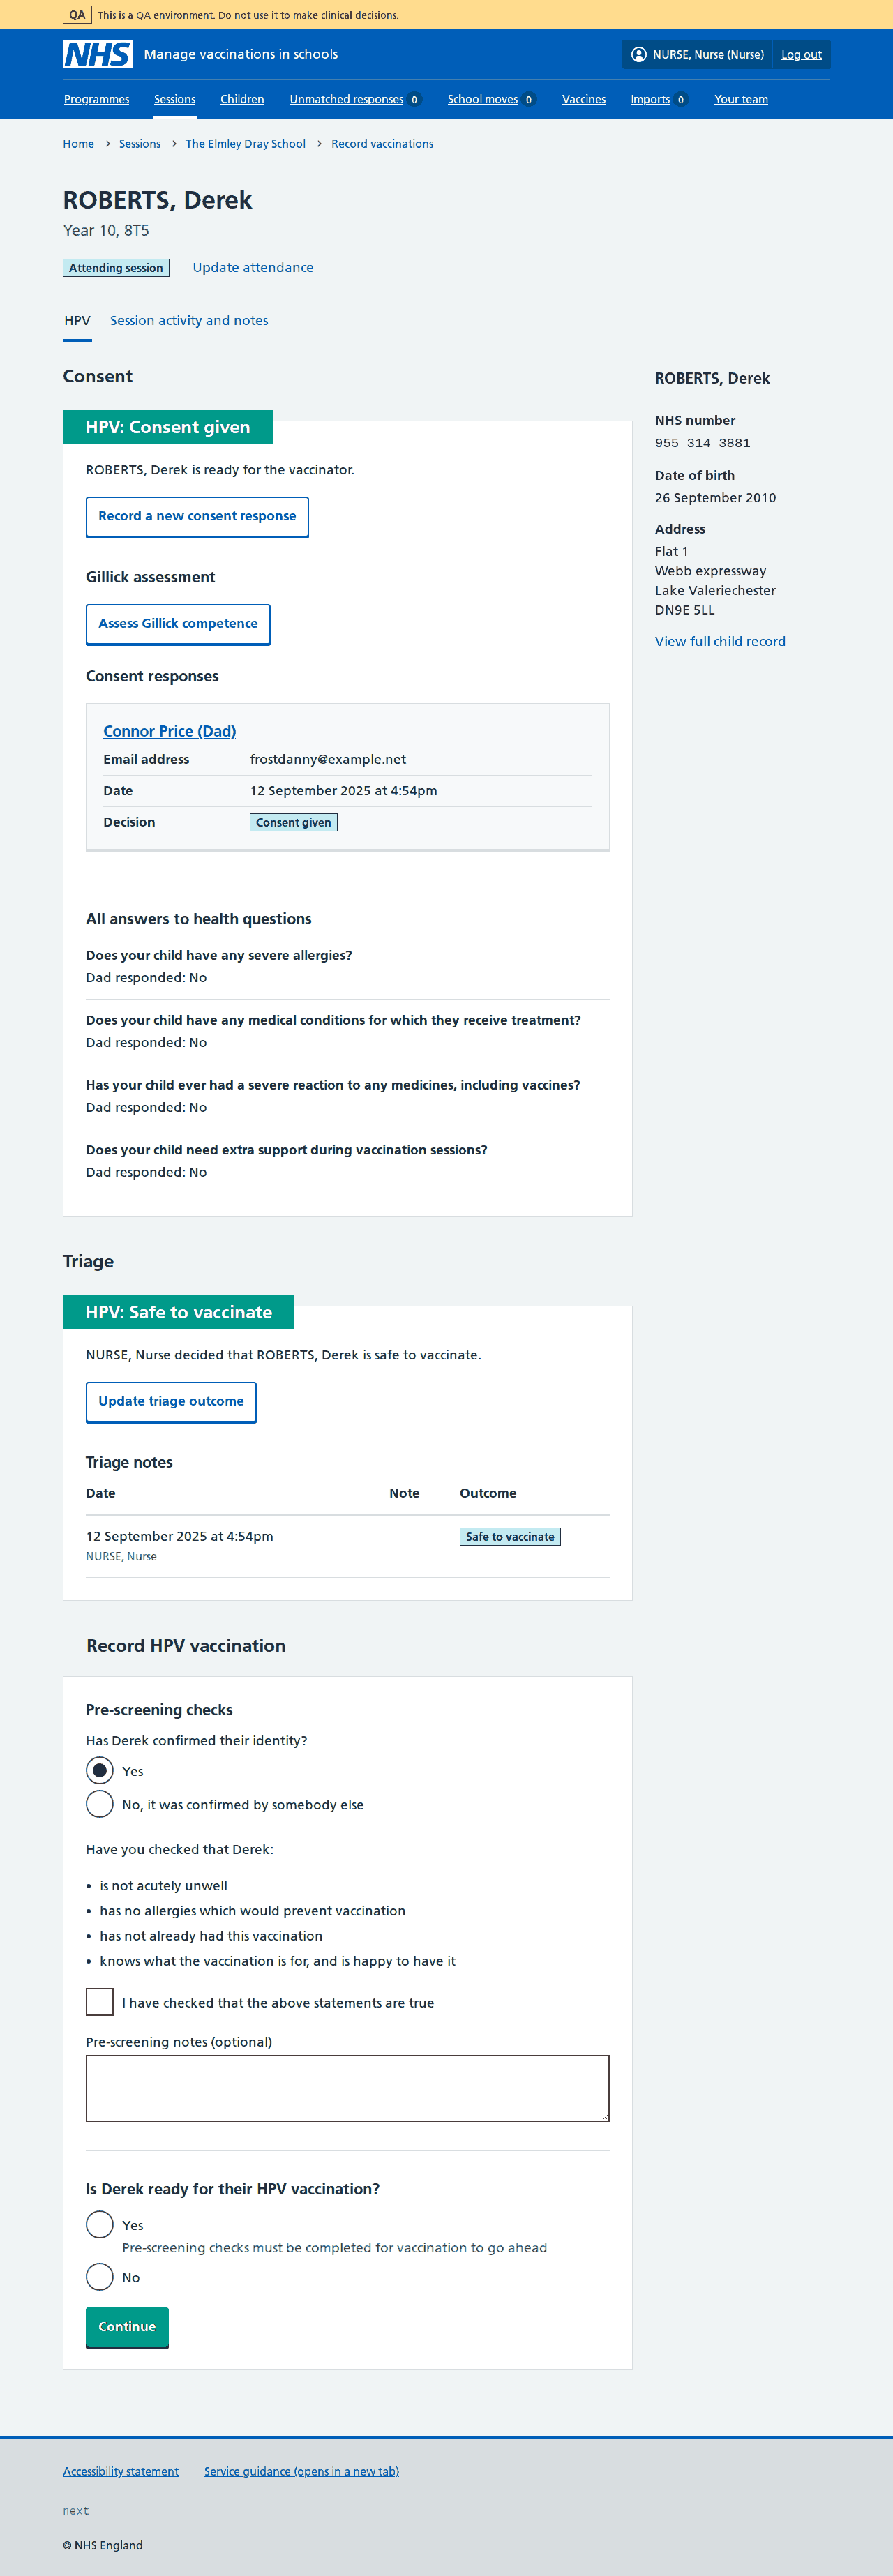 QA This is a QA environment. Do not use it to make clinical decisions.
NHS Manage vaccinations in schools NURSE, Nurse (Nurse) Log out
Programmes Sessions Children Unmatched responses 0 School moves 0 Vaccines Imports 0 Your team
Home > Sessions > The Elmley Dray School > Record vaccinations
ROBERTS, Derek
Year 10, 8T5
Attending session Update attendance
HPV Session activity and notes
Consent
HPV: Consent given
ROBERTS, Derek is ready for the vaccinator.
Record a new consent response
Gillick assessment
Assess Gillick competence
Consent responses
Connor Price (Dad)
Email address frostdanny@example.net
Date 12 September 2025 at 4:54pm
Decision Consent given
All answers to health questions
Does your child have any severe allergies?
Dad responded: No
Does your child have any medical conditions for which they receive treatment?
Dad responded: No
Has your child ever had a severe reaction to any medicines, including vaccines?
Dad responded: No
Does your child need extra support during vaccination sessions?
Dad responded: No
ROBERTS, Derek
NHS number
955 314 3881
Date of birth
26 September 2010
Address
Flat 1
Webb expressway
Lake Valeriechester
DN9E 5LL
View full child record
Triage
HPV: Safe to vaccinate
NURSE, Nurse decided that ROBERTS, Derek is safe to vaccinate.
Update triage outcome
Triage notes
Date Note Outcome
12 September 2025 at 4:54pm Safe to vaccinate
NURSE, Nurse
Record HPV vaccination
Pre-screening checks
Has Derek confirmed their identity?
Yes
No, it was confirmed by somebody else
Have you checked that Derek:
• is not acutely unwell
• has no allergies which would prevent vaccination
• has not already had this vaccination
• knows what the vaccination is for, and is happy to have it
I have checked that the above statements are true
Pre-screening notes (optional)
Is Derek ready for their HPV vaccination?
Yes
Pre-screening checks must be completed for vaccination to go ahead
No
Continue
Accessibility statement Service guidance (opens in a new tab)
next
© NHS England